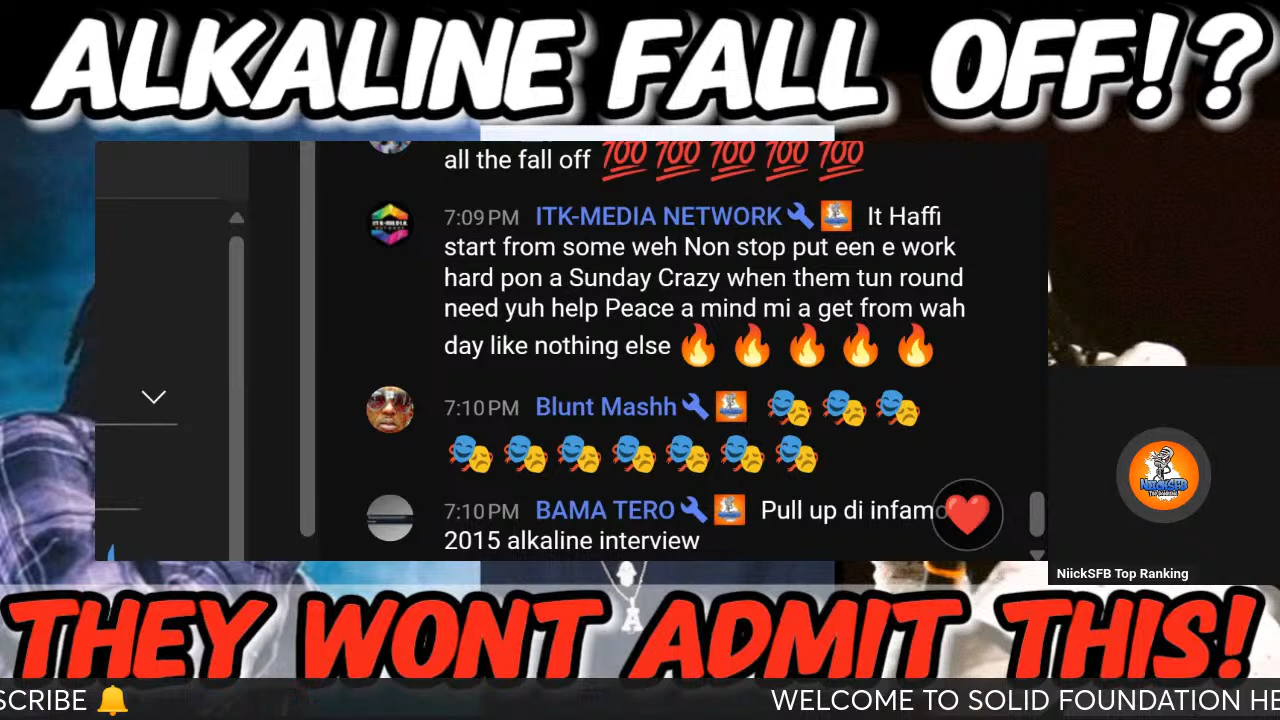 ALKALINE FALL OFF!?
all the fall off 💯 💯 💯 💯 💯
7:09 PM ITK-MEDIA NETWORK It Haffi
start from some weh Non stop put een e work
hard pon a Sunday Crazy when them tun round
need yuh help Peace a mind mi a get from wah
day like nothing else 🔥 🔥 🔥 🔥 🔥
7:10 PM Blunt Mashh 🎭 🎭 🎭
🎭 🎭 🎭 🎭 🎭 🎭 🎭
7:10 PM BAMA TERO Pull up di infamo
2015 alkaline interview
NIICKSFB
NiickSFB Top Ranking
THEY WONT ADMIT THIS!
SCRIBE 🔔 WELCOME TO SOLID FOUNDATION HE